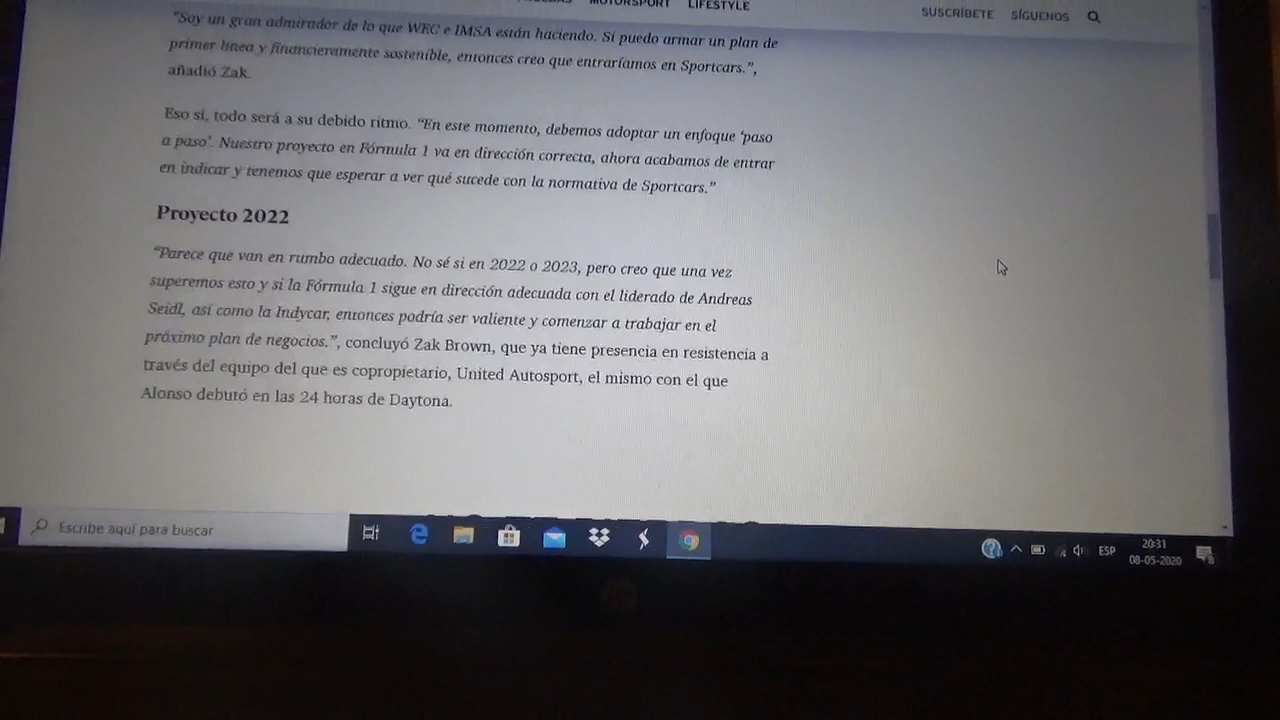 MOTORSPORT LIFESTYLE SUSCRÍBETE SÍGUENOS
"Soy un gran admirador de lo que WEC e IMSA están haciendo. Si puedo armar un plan de
primer línea y financieramente sostenible, entonces creo que entraríamos en Sportcars.",
añadió Zak.
Eso sí, todo será a su debido ritmo. "En este momento, debemos adoptar un enfoque 'paso
a paso'. Nuestro proyecto en Fórmula 1 va en dirección correcta, ahora acabamos de entrar
en indicar y tenemos que esperar a ver qué sucede con la normativa de Sportcars."
Proyecto 2022
"Parece que van en rumbo adecuado. No sé si en 2022 o 2023, pero creo que una vez
superemos esto y si la Fórmula 1 sigue en dirección adecuada con el liderado de Andreas
Seidl, así como la Indycar, entonces podría ser valiente y comenzar a trabajar en el
próximo plan de negocios.", concluyó Zak Brown, que ya tiene presencia en resistencia a
través del equipo del que es copropietario, United Autosport, el mismo con el que
Alonso debutó en las 24 horas de Daytona.
Escribe aquí para buscar
ESP
20:31
08-05-2020